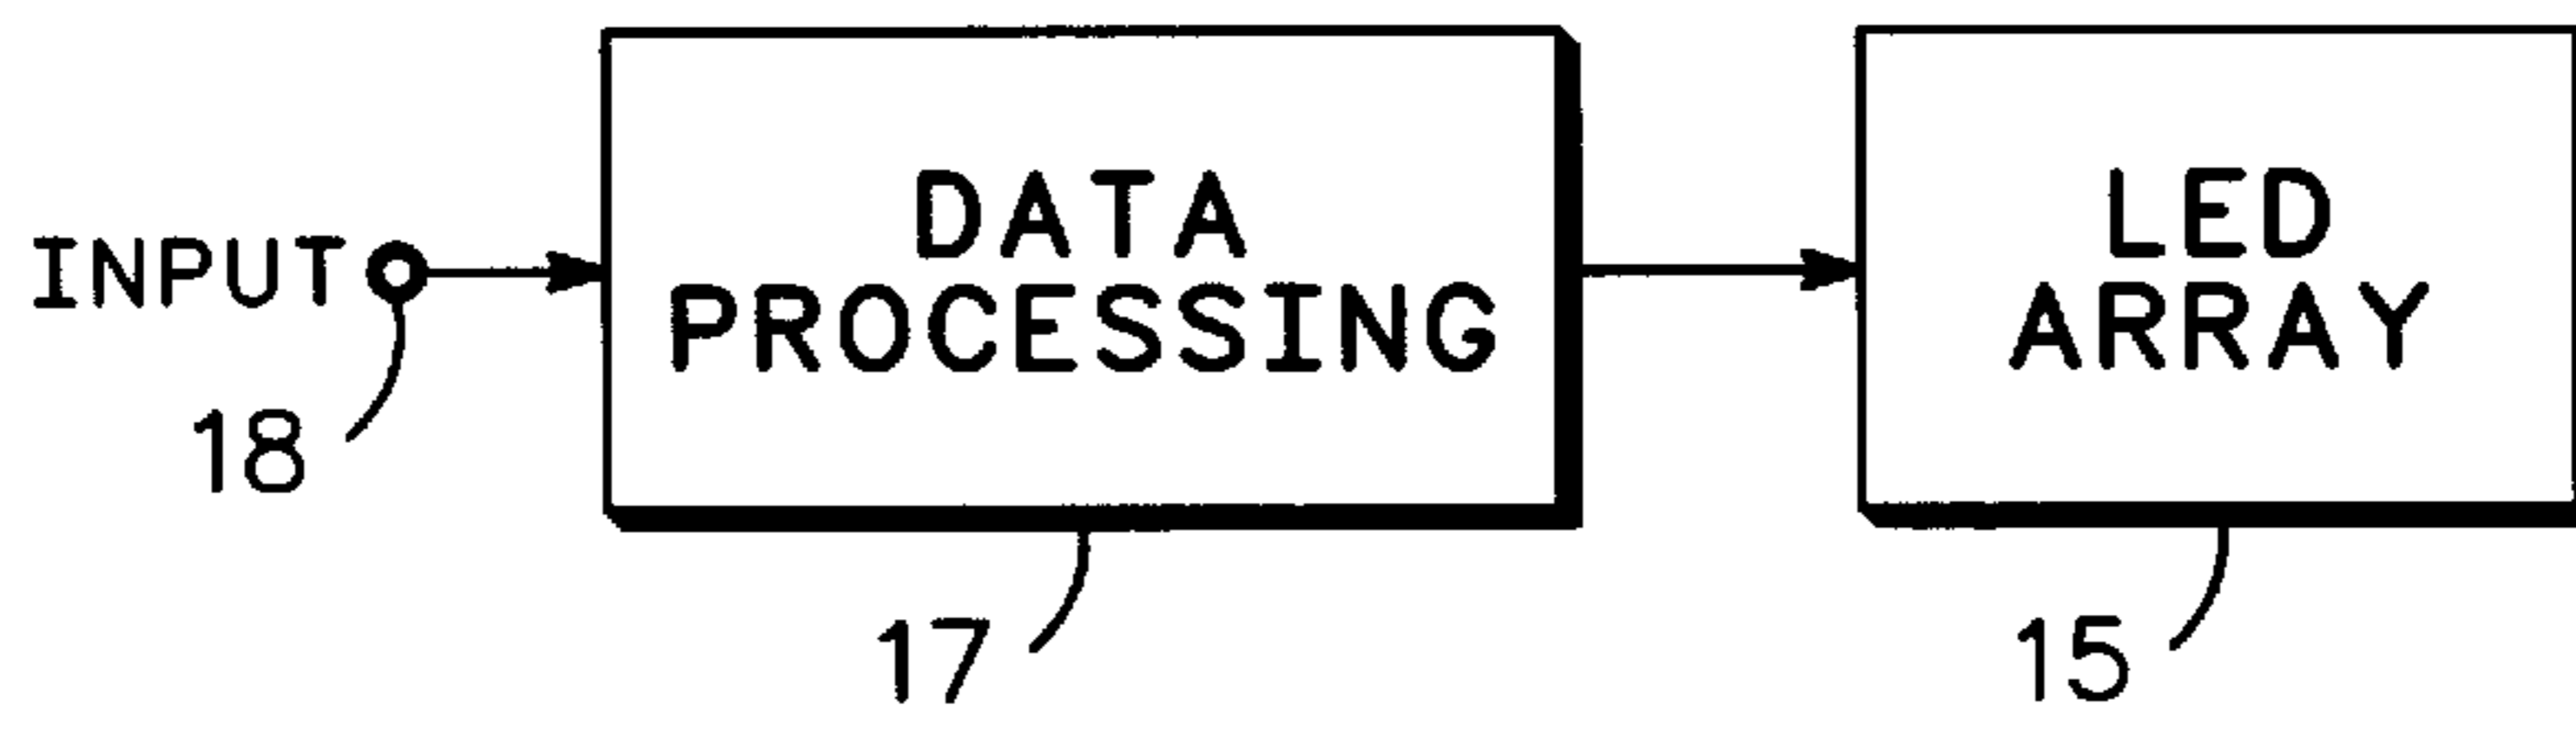 INPUT
DATA
PROCESSING
LED
ARRAY
18
17
15